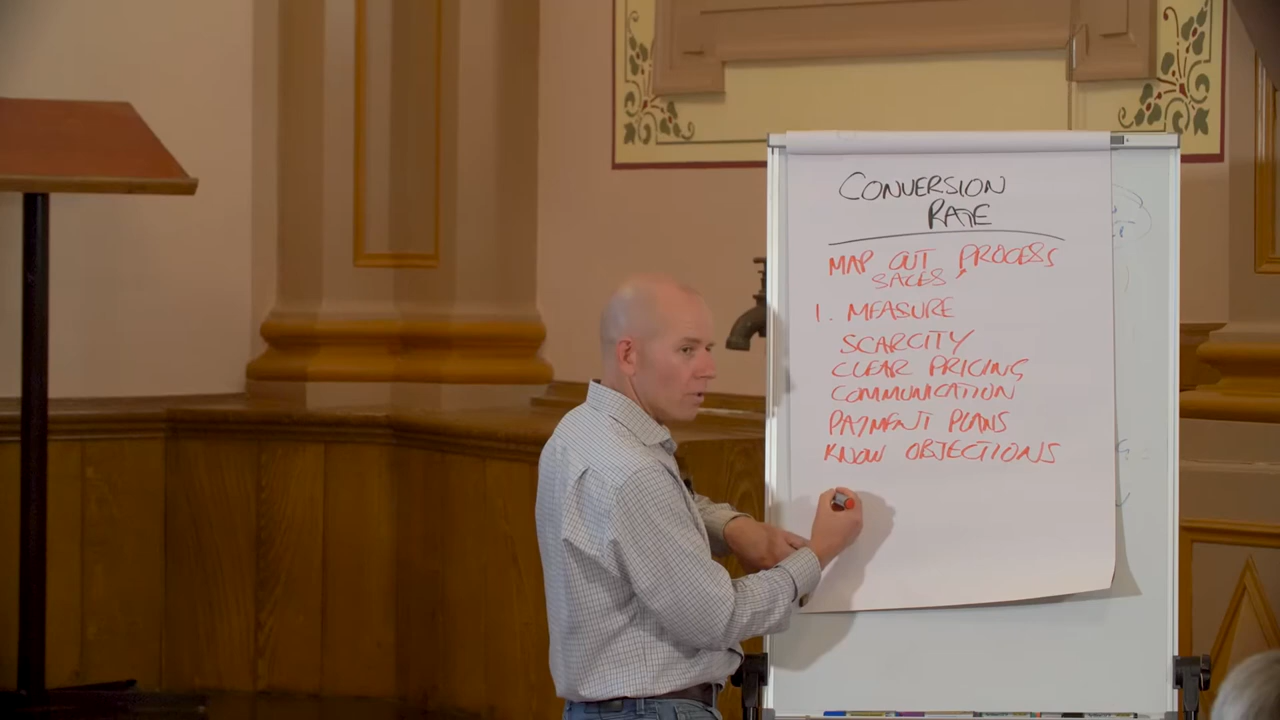 CONVERSION
RATE
MAP OUT PROCESS
SALES
1. MEASURE
SCARCITY
CLEAR PRICING
COMMUNICATION
PAYMENT PLANS
KNOW OBJECTIONS